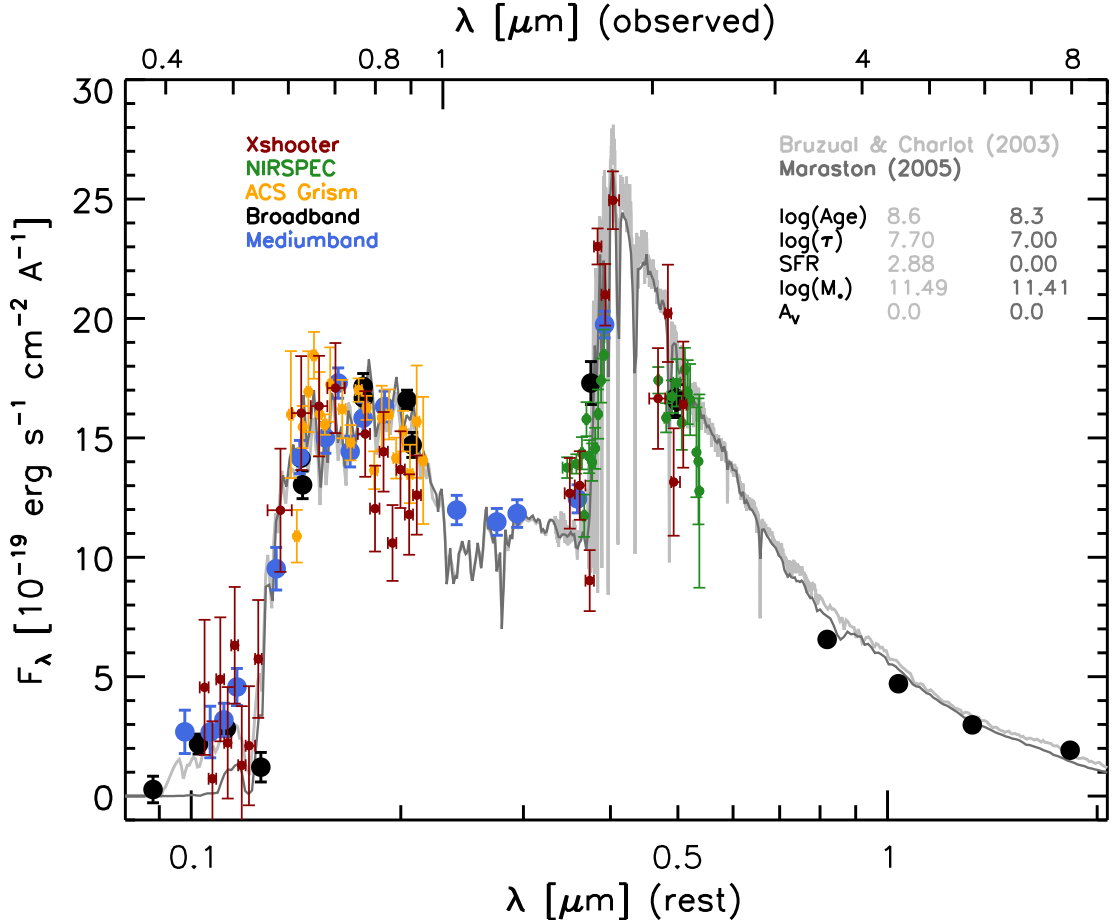 λ [μm] (observed)
0.4 0.8 1 2 4 8
30
25
20
15
10
5
0
F_λ [10⁻¹⁹ erg s⁻¹ cm⁻² A⁻¹]
Xshooter
NIRSPEC
ACS Grism
Broadband
Mediumband
Bruzual & Charlot (2003)
Maraston (2005)
log(Age) 8.6 8.3
log(τ) 7.70 7.00
SFR 2.88 0.00
log(M_*) 11.49 11.41
A_v 0.0 0.0
0.1 0.5 1
λ [μm] (rest)